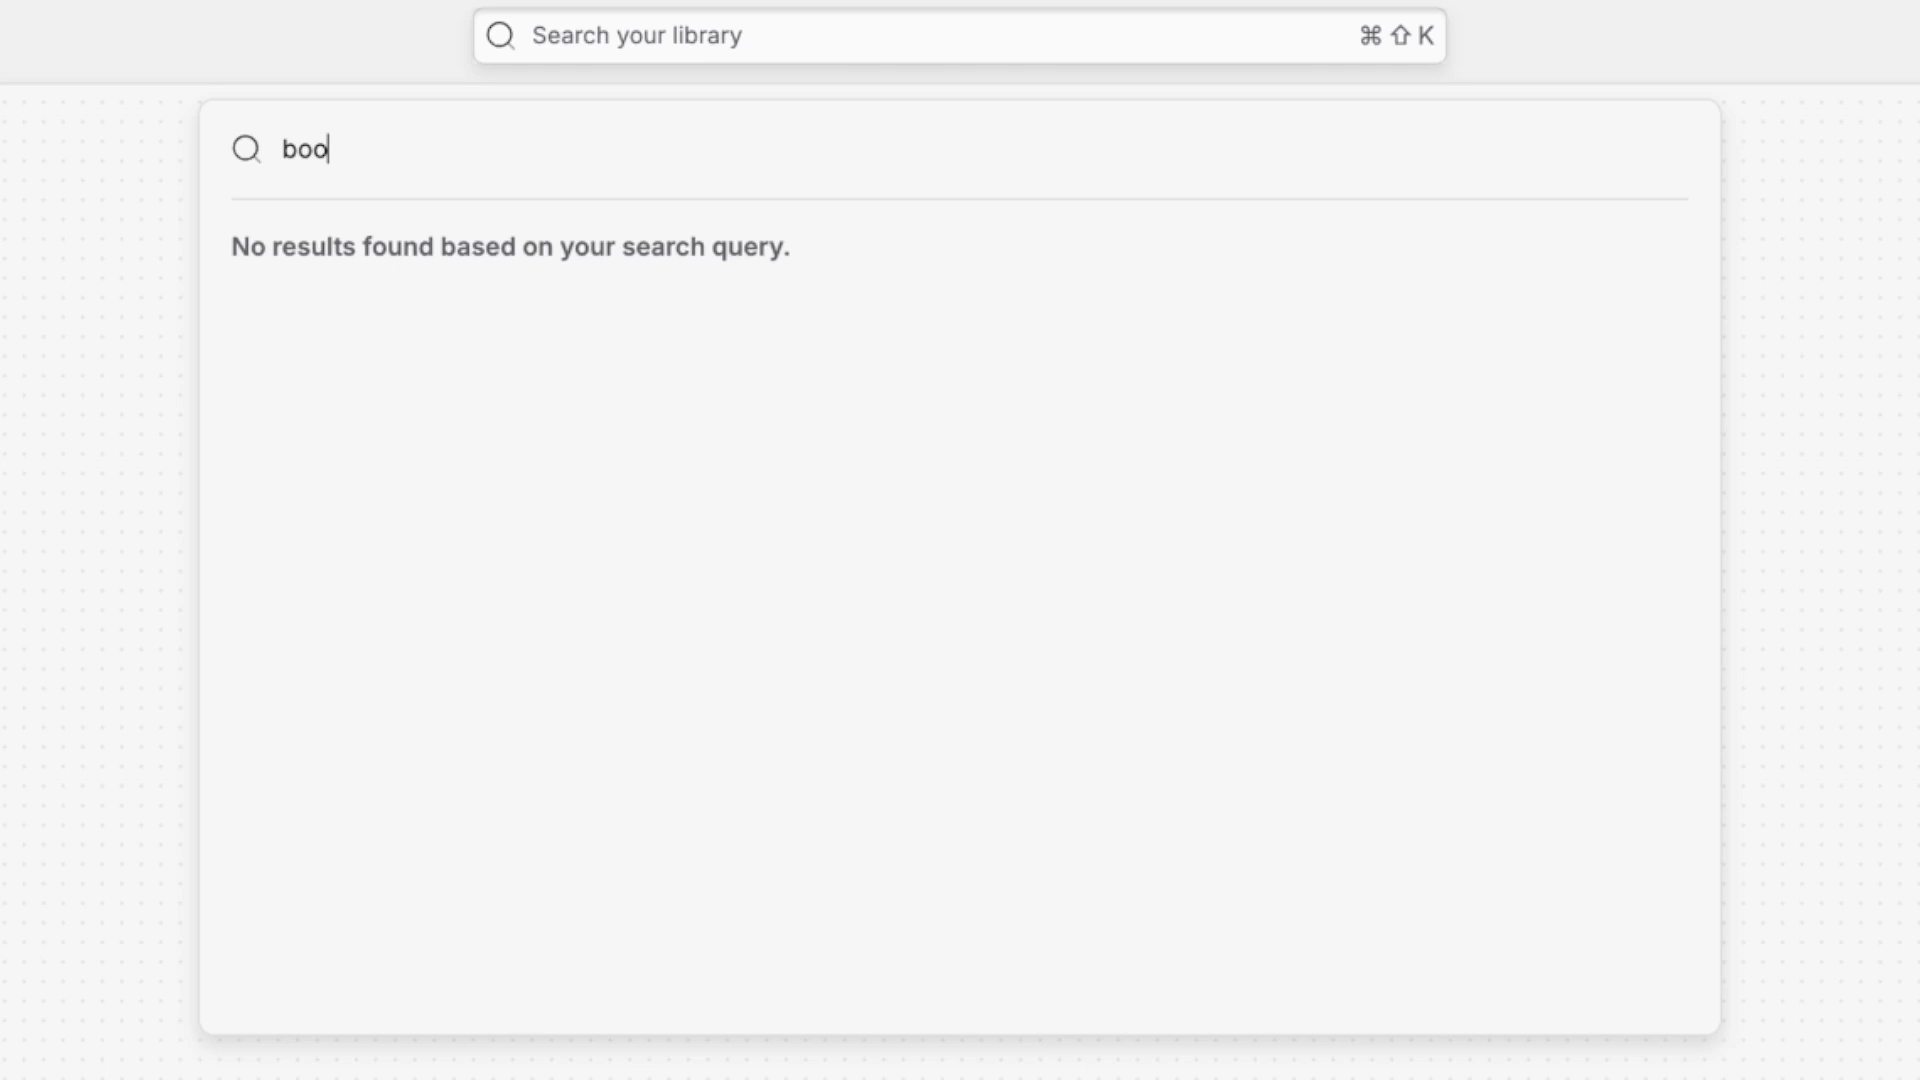 Search your library ⌘ ⇧ K
boo
No results found based on your search query.